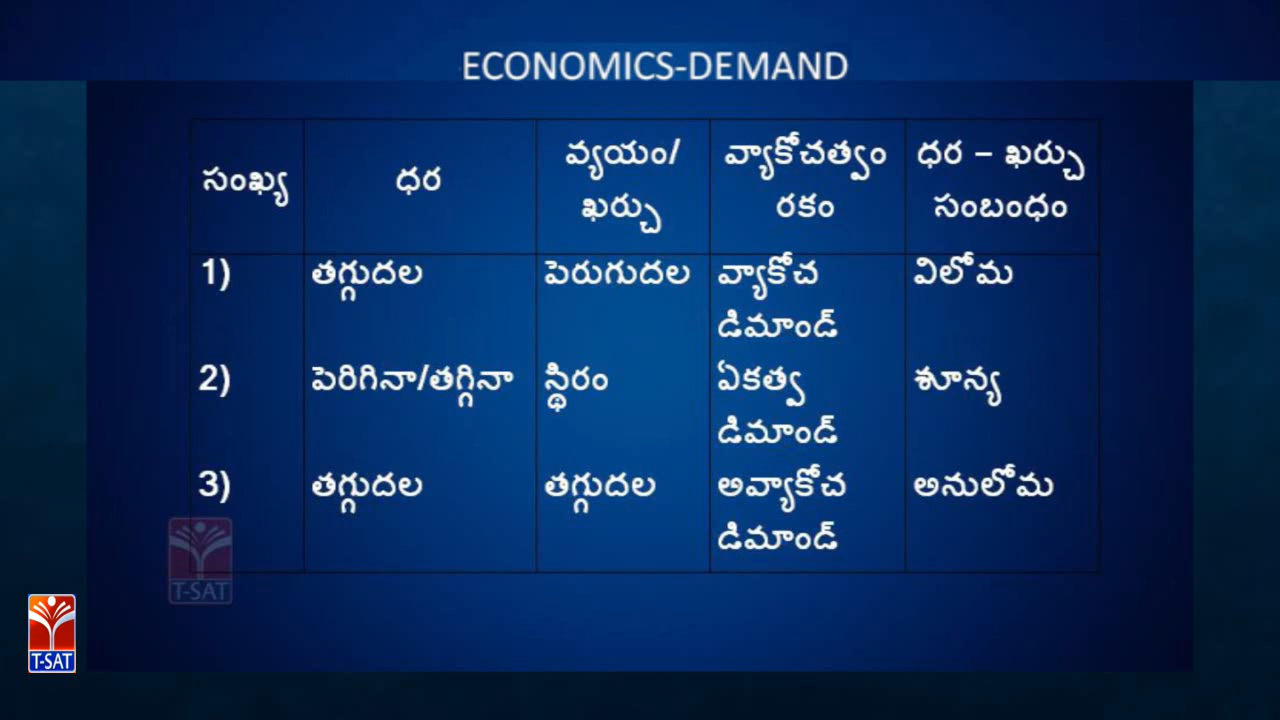 ECONOMICS-DEMAND
సంఖ్య ధర వ్యయం/ ఖర్చు వ్యాకోచత్వం రకం ధర – ఖర్చు సంబంధం
1) తగ్గుదల పెరుగుదల వ్యాకోచ డిమాండ్ విలోమ
2) పెరిగినా/తగ్గినా స్థిరం ఏకత్వ డిమాండ్ శూన్య
3) తగ్గుదల తగ్గుదల అవ్యాకోచ డిమాండ్ అనులోమ
T-SAT
T-SAT